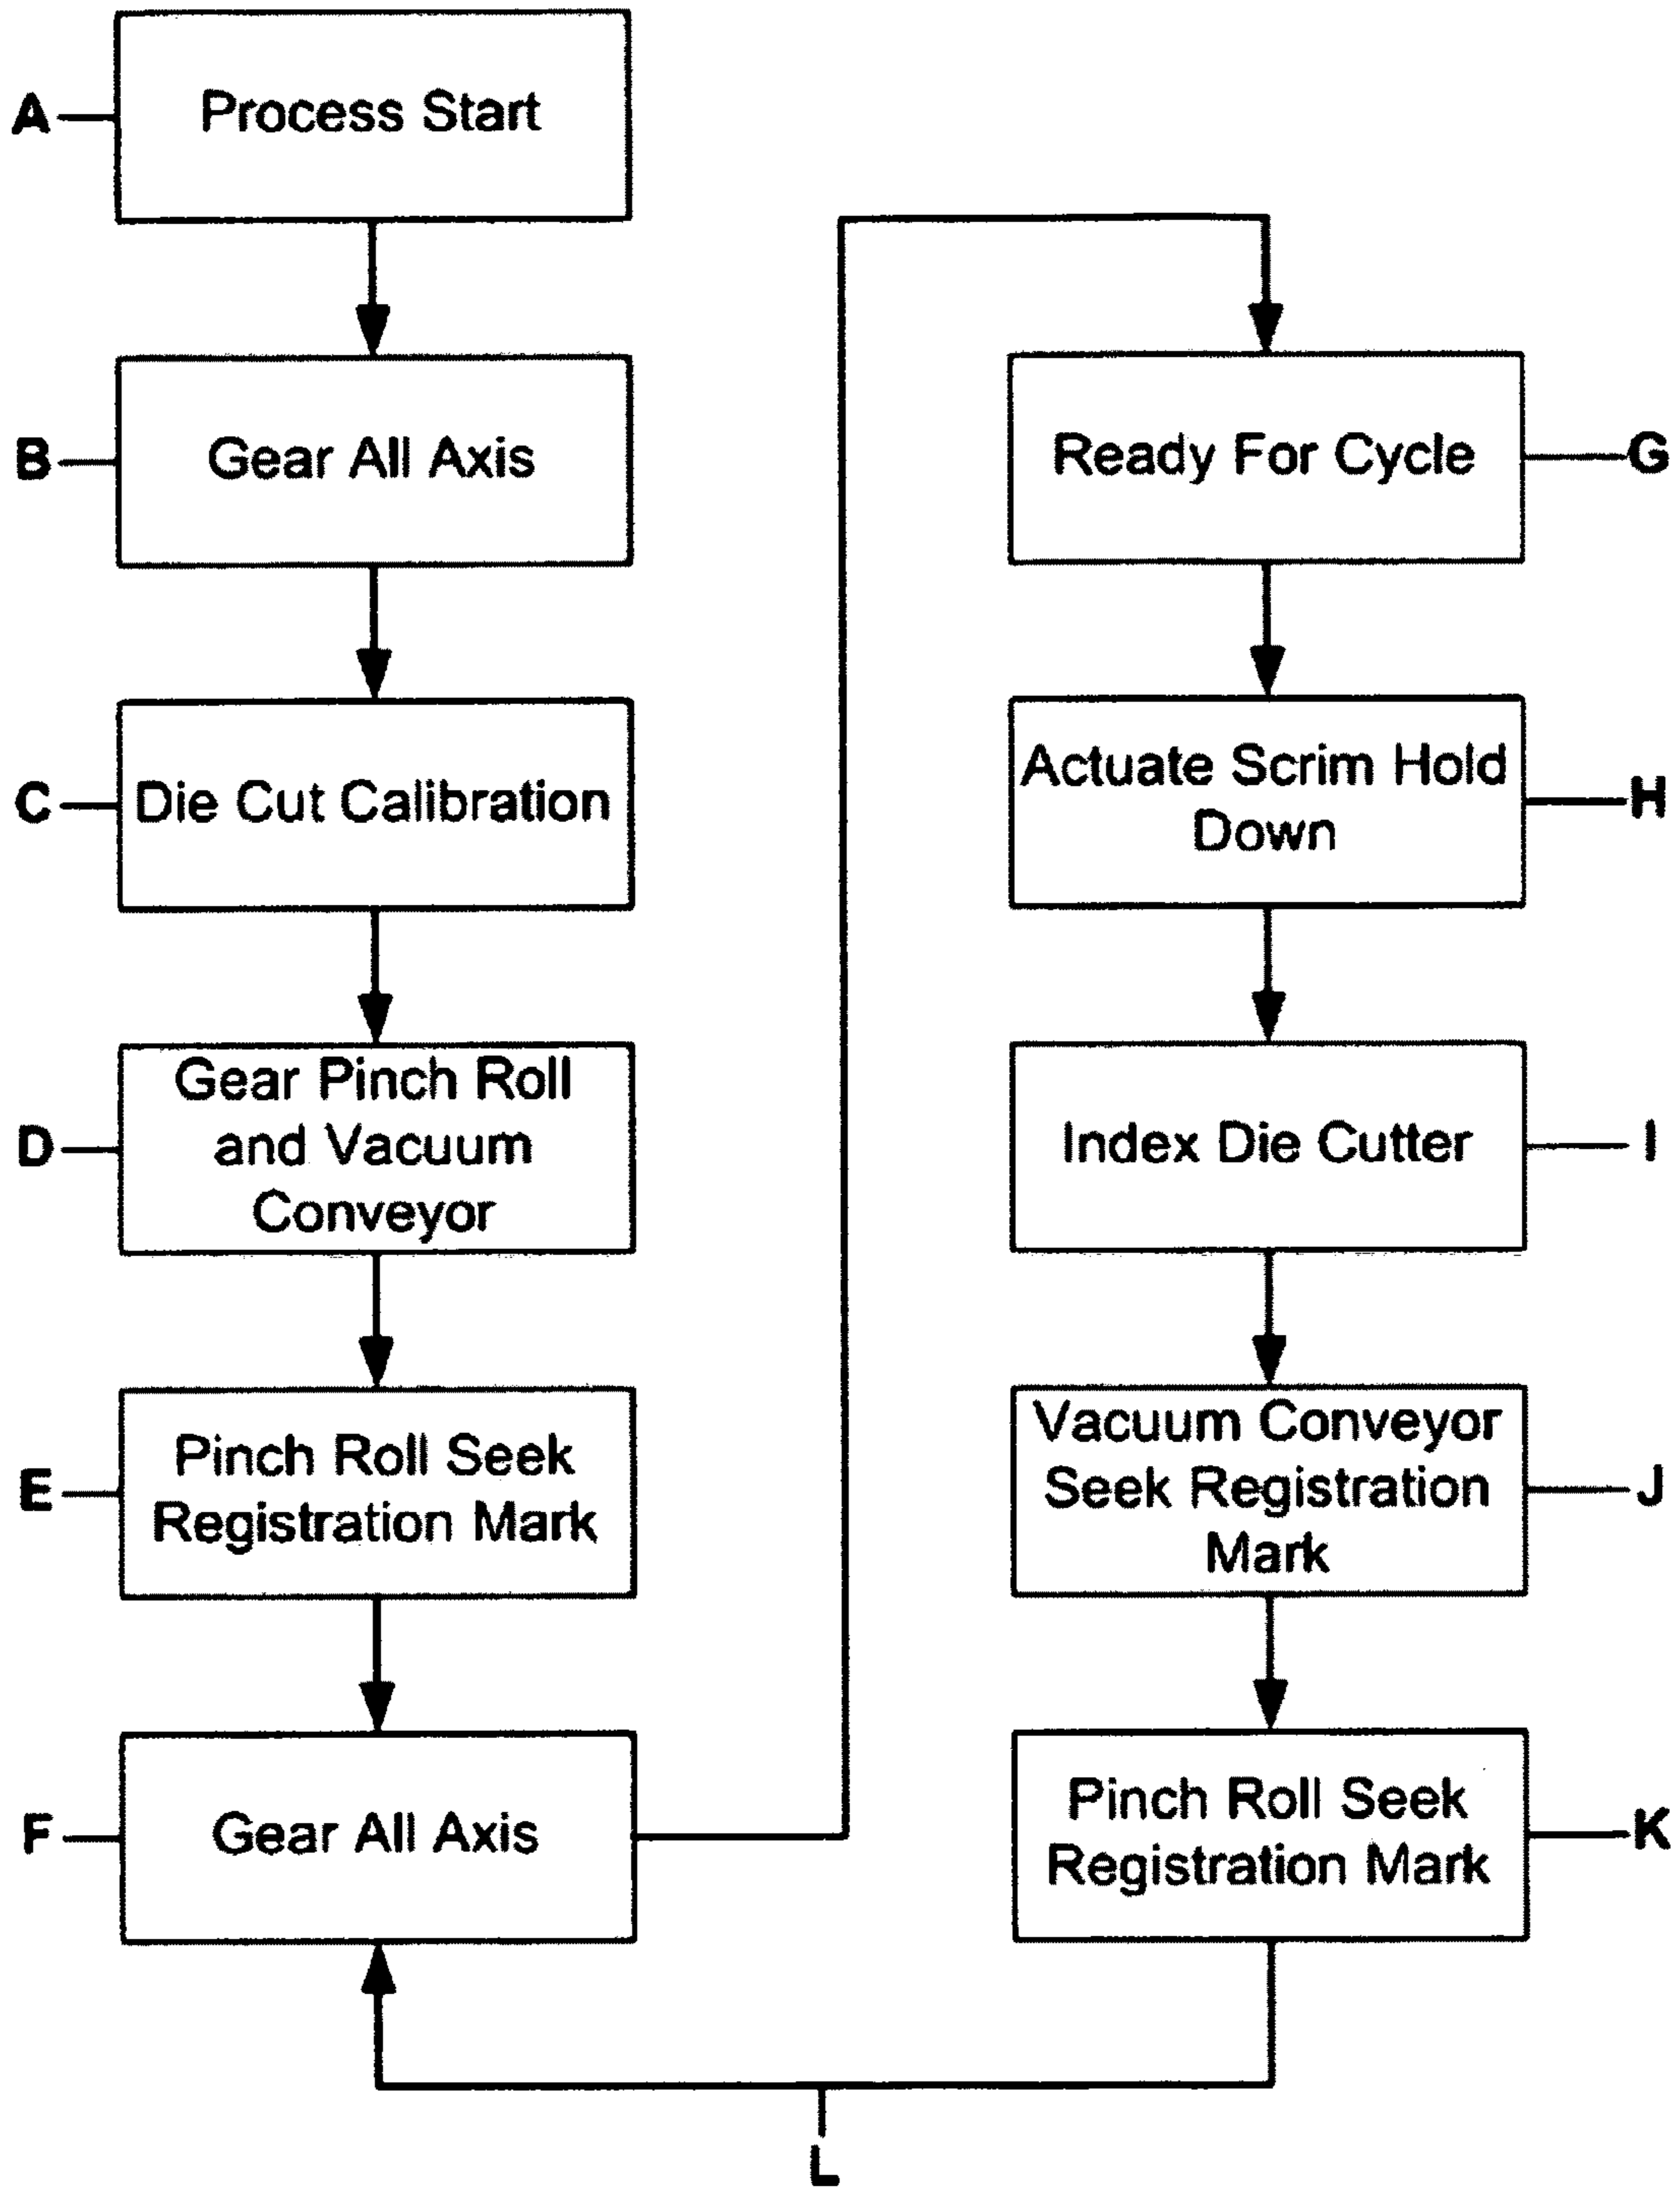 A
Process Start
B
Gear All Axis
C
Die Cut Calibration
D
Gear Pinch Roll
and Vacuum
Conveyor
E
Pinch Roll Seek
Registration Mark
F
Gear All Axis
Ready For Cycle
G
Actuate Scrim Hold
Down
H
Index Die Cutter
I
Vacuum Conveyor
Seek Registration
Mark
J
Pinch Roll Seek
Registration Mark
K
L